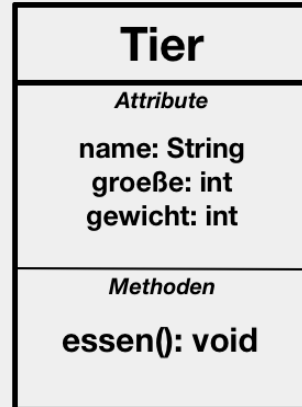 Tier
Attribute
name: String
groeße: int
gewicht: int
Methoden
essen(): void